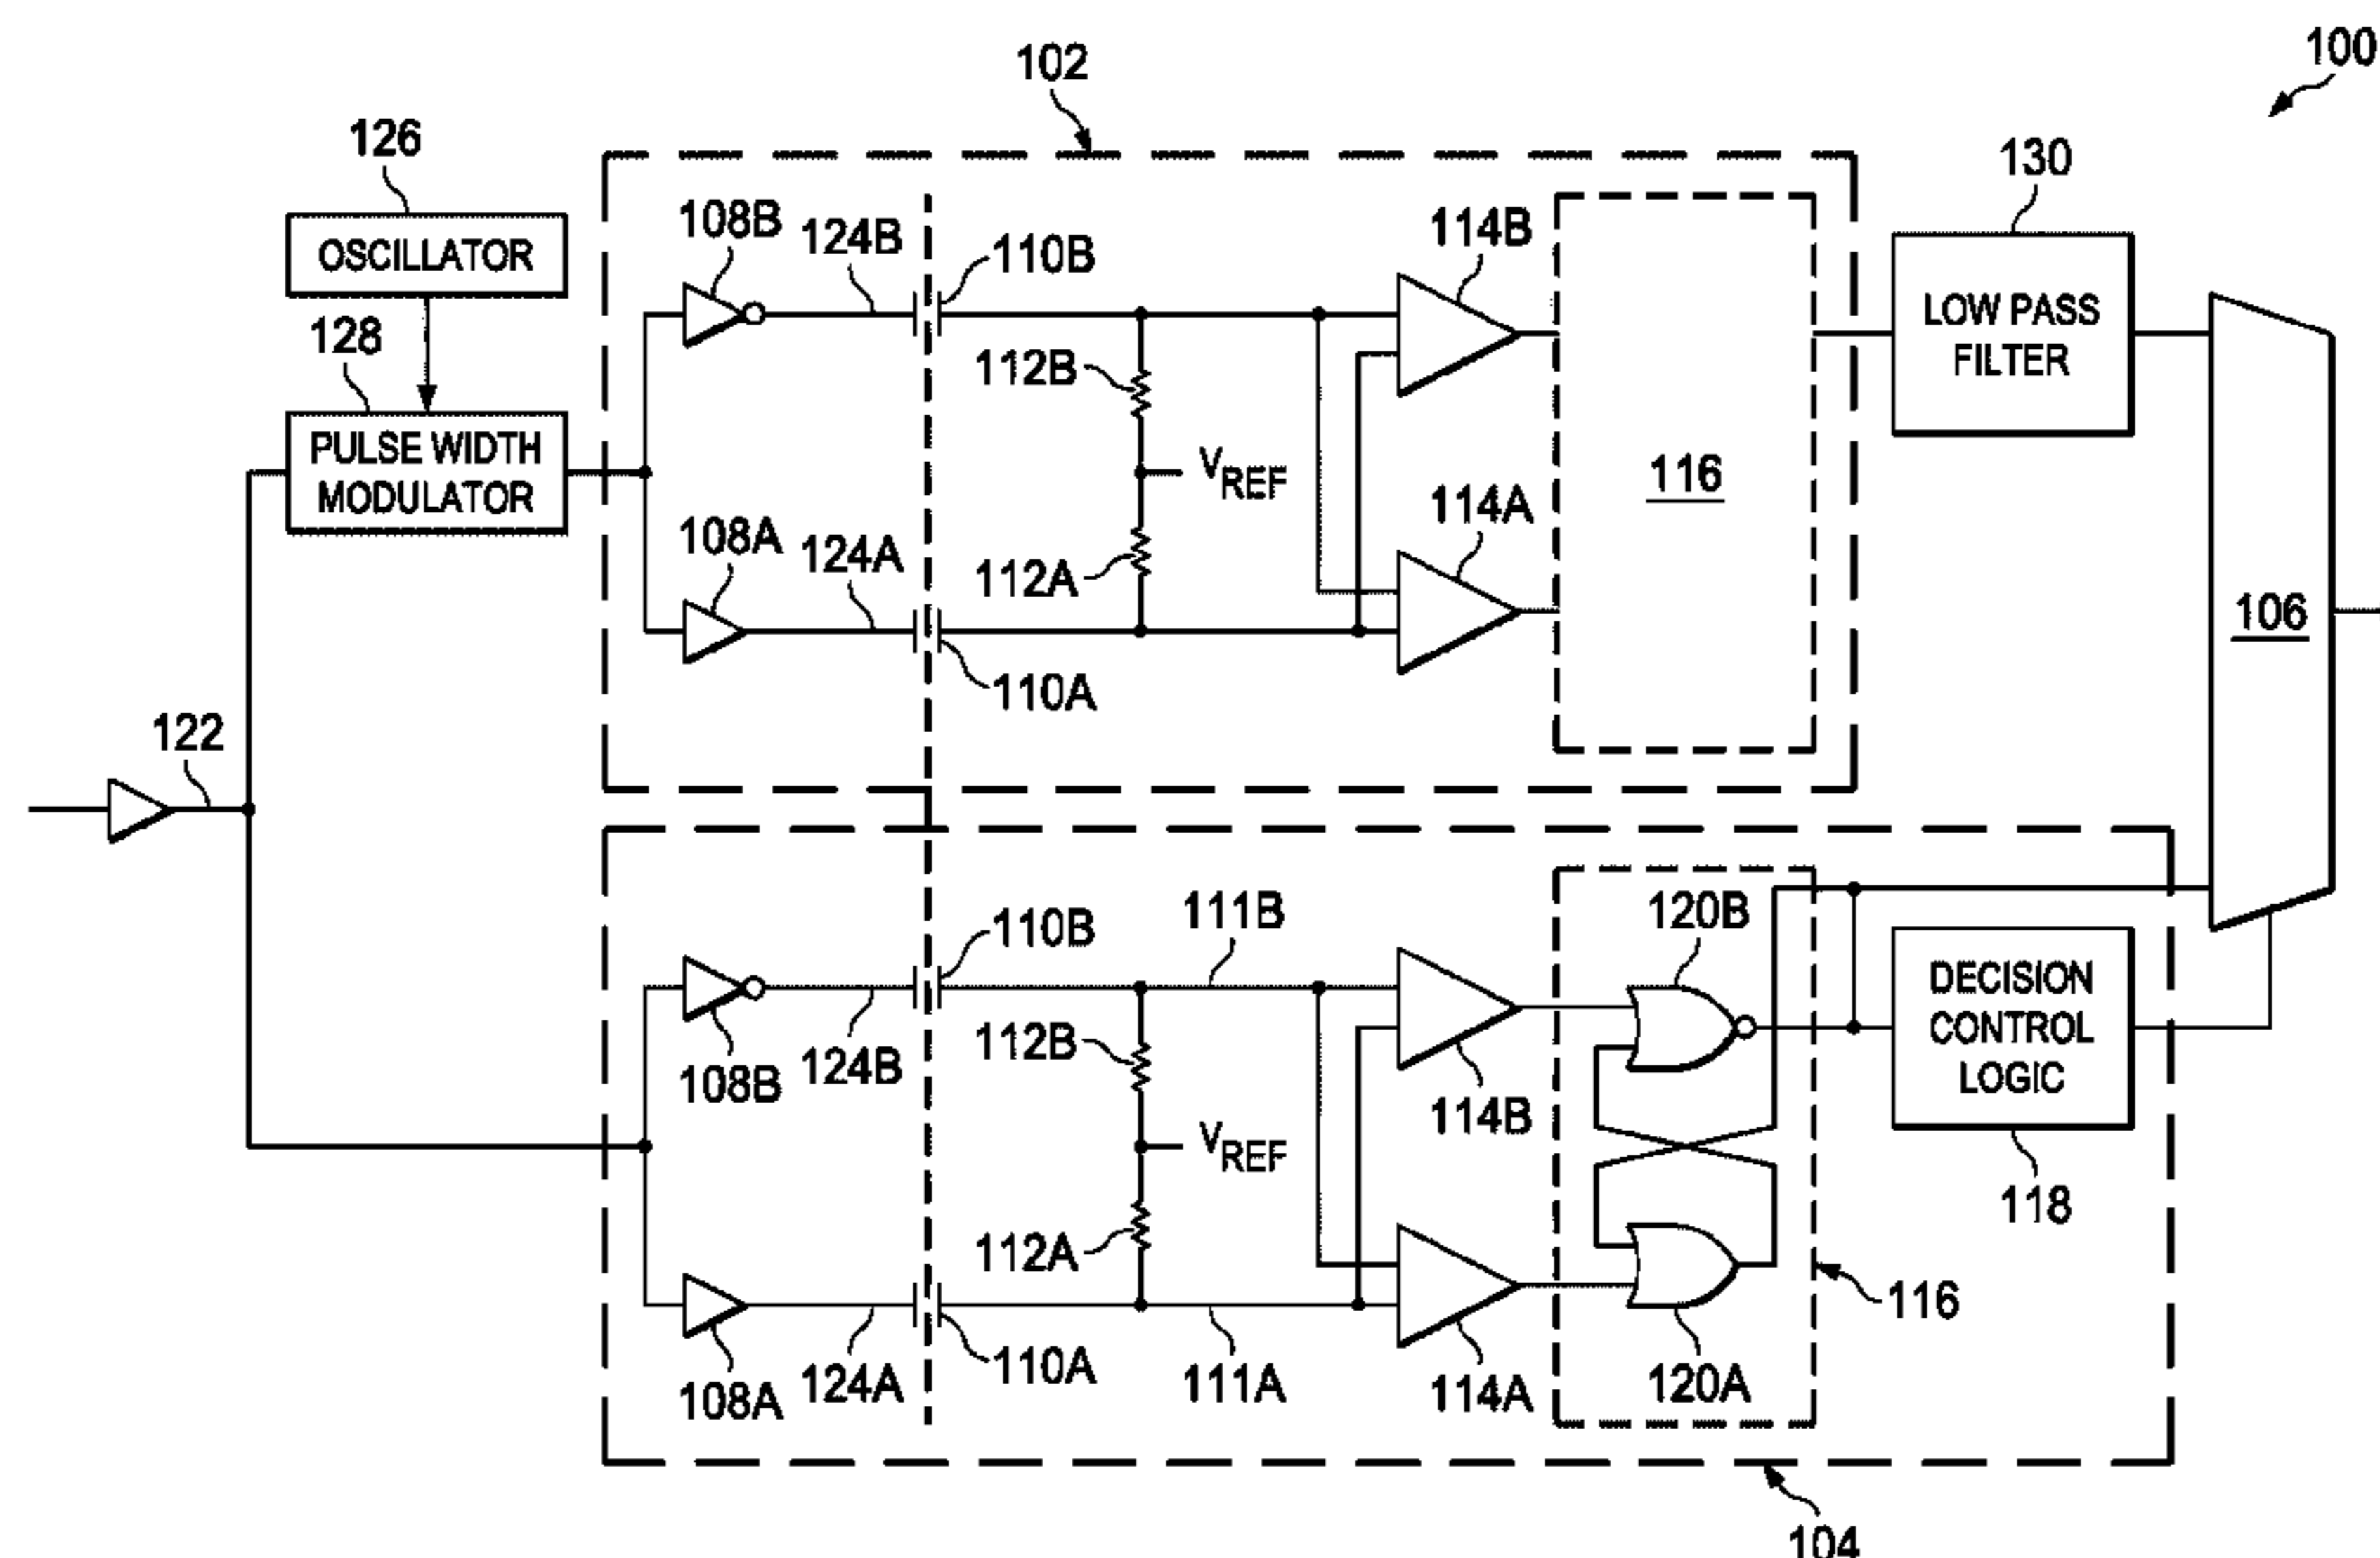 100
102
126
130
OSCILLATOR
108B
124B
110B
114B
LOW PASS
FILTER
128
112B
PULSE WIDTH
MODULATOR
VREF
116
114A
108A
124A
112A
106
110A
122
110B
111B
120B
DECISION
CONTROL
LOGIC
112B
108B
124B
114B
VREF
118
112A
116
108A
124A
110A
111A
114A
120A
104